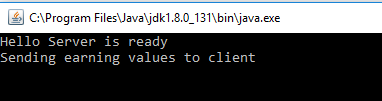 C:\Program Files\Java\jdk1.8.0_131\bin\java.exe
Hello Server is ready
Sending earning values to client